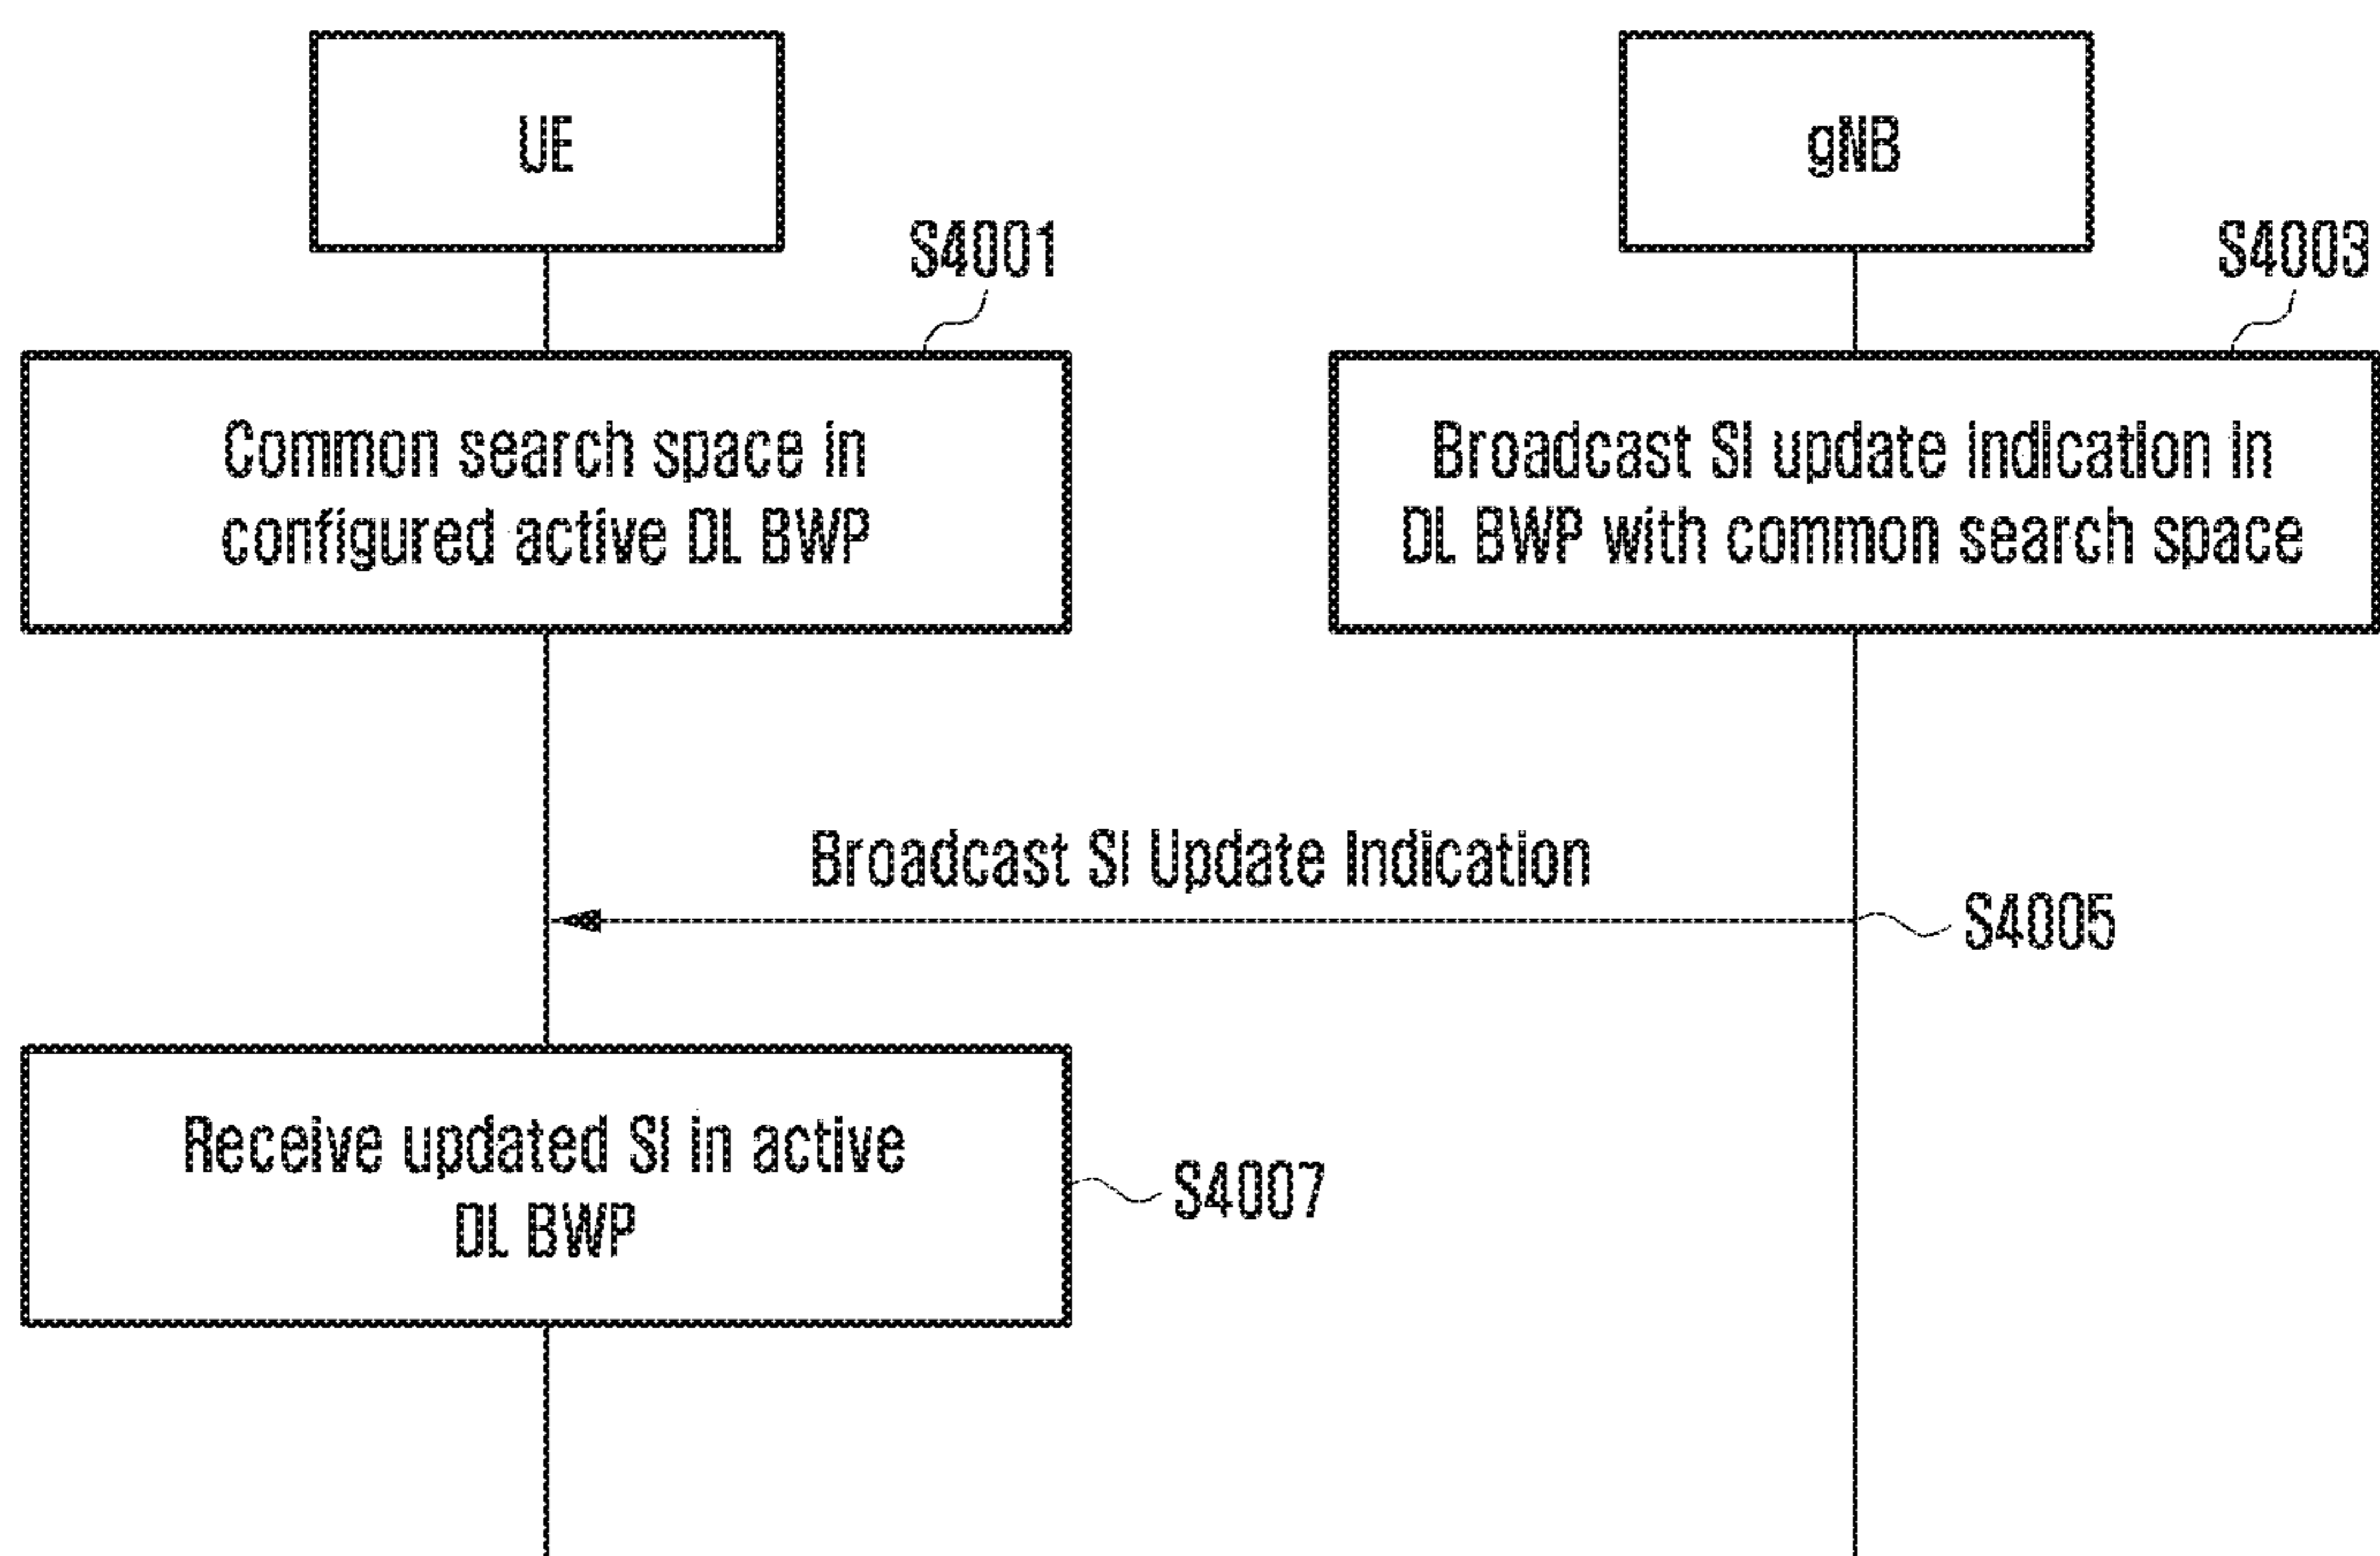 UE
gNB
S4001
S4003
Common search space in
configured active DL BWP
Broadcast SI update indication in
DL BWP with common search space
Broadcast SI Update Indication
S4005
Receive updated SI in active
DL BWP
S4007